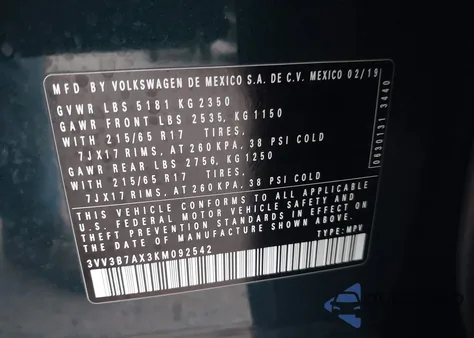 MFD BY VOLKSWAGEN DE MEXICO S.A. DE C.V. MEXICO 02/19
GVWR LBS 5181 KG 2350
GAWR FRONT LBS 2535, KG 1150
WITH 215/65 R17 TIRES,
7JX17 RIMS, AT 260 KPA, 38 PSI COLD
GAWR REAR LBS 2756, KG 1250
WITH 215/65 R17 TIRES,
7JX17 RIMS, AT 260 KPA, 38 PSI COLD
THIS VEHICLE CONFORMS TO ALL APPLICABLE
U.S. FEDERAL MOTOR VEHICLE SAFETY AND
THEFT PREVENTION STANDARDS IN EFFECT ON
THE DATE OF MANUFACTURE SHOWN ABOVE.
3VV3B7AX3KM092542 TYPE: MPV
0630131 3440